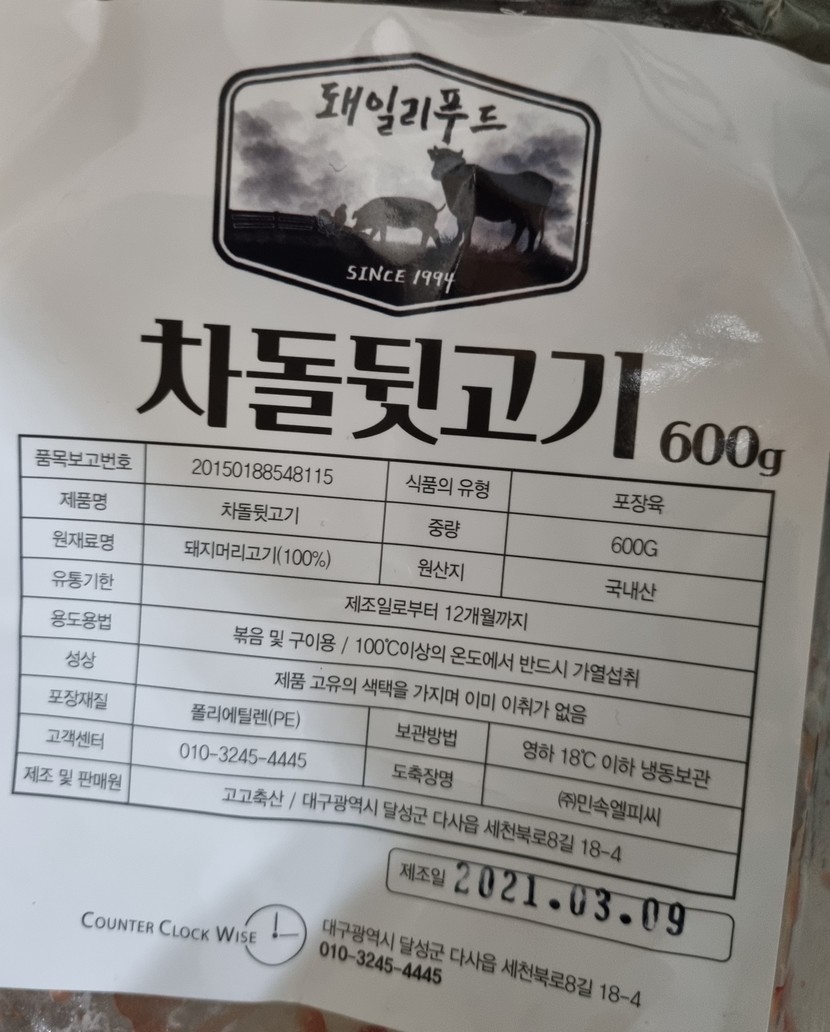 돼일리푸드
SINCE 1994
차돌뒷고기 600g
품목보고번호 20150188548115 식품의 유형 포장육
제품명 차돌뒷고기 중량 600G
원재료명 돼지머리고기(100%) 원산지 국내산
유통기한 제조일로부터 12개월까지
용도용법 볶음 및 구이용 / 100℃이상의 온도에서 반드시 가열섭취
성상 제품 고유의 색택을 가지며 이미 이취가 없음
포장재질 폴리에틸렌(PE) 보관방법 영하 18℃ 이하 냉동보관
고객센터 010-3245-4445 도축장명 ㈜민속엘피씨
제조 및 판매원 고고축산 / 대구광역시 달성군 다사읍 세천북로8길 18-4
제조일 2021.03.09
COUNTER CLOCK WISE
대구광역시 달성군 다사읍 세천북로8길 18-4
010-3245-4445